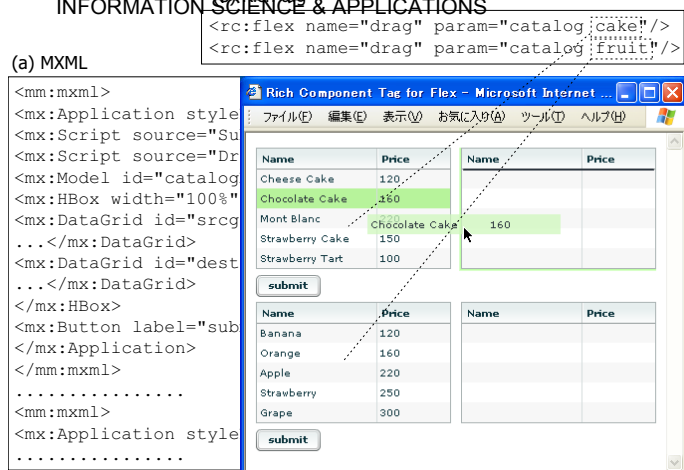 INFORMATION SCIENCE & APPLICATIONS
<rc:flex name="drag" param="catalog cake"/>
<rc:flex name="drag" param="catalog fruit"/>
(a) MXML
<mm:mxml>
<mx:Application style
<mx:Script source="Su
<mx:Script source="Dr
<mx:Model id="catalog
<mx:HBox width="100%"
<mx:DataGrid id="srcg
...</mx:DataGrid>
<mx:DataGrid id="dest
...</mx:DataGrid>
</mx:HBox>
<mx:Button label="sub
</mx:Application>
</mm:mxml>
................
<mm:mxml>
<mx:Application style
................
Rich Component Tag for Flex - Microsoft Internet ...
ファイル(F) 編集(E) 表示(V) お気に入り(A) ツール(T) ヘルプ(H)
Name Price Name Price
Cheese Cake 120
Chocolate Cake 160
Mont Blanc 220
Chocolate Cake 160
Strawberry Cake 150
Strawberry Tart 100
submit
Name Price Name Price
Banana 120
Orange 160
Apple 220
Strawberry 250
Grape 300
submit